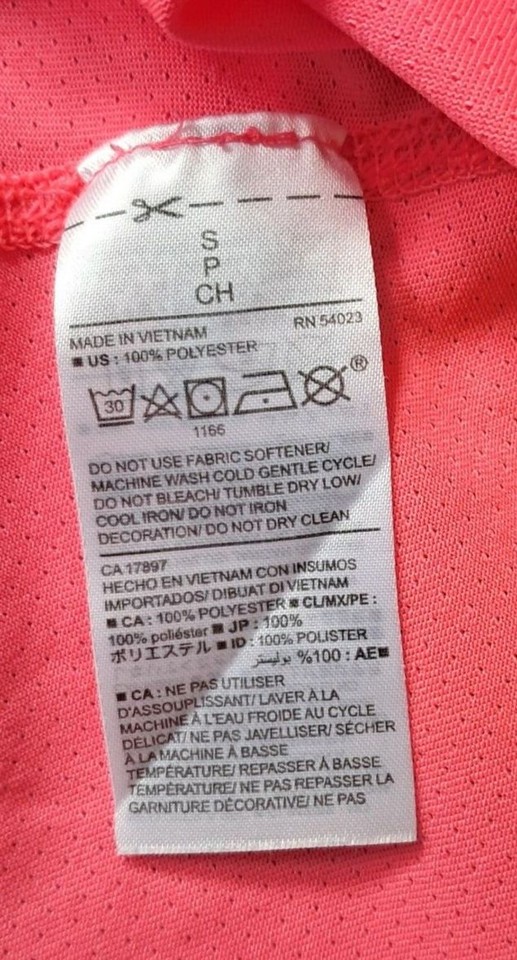 S
P
CH
MADE IN VIETNAM RN 54023
■ US : 100% POLYESTER
30
®
1166
DO NOT USE FABRIC SOFTENER/
MACHINE WASH COLD GENTLE CYCLE/
DO NOT BLEACH/ TUMBLE DRY LOW/
COOL IRON/ DO NOT IRON
DECORATION/ DO NOT DRY CLEAN
CA 17897
HECHO EN VIETNAM CON INSUMOS
IMPORTADOS/ DIBUAT DI VIETNAM
■ CA : 100% POLYESTER ■ CL/MX/PE :
100% poliéster ■ JP : 100%
ポリエステル ■ ID : 100% POLISTER
■AE : 100% بوليستر
■ CA : NE PAS UTILISER
D'ASSOUPLISSANT/ LAVER À LA
MACHINE À L'EAU FROIDE AU CYCLE
DÉLICAT/ NE PAS JAVELLISER/ SÉCHER
À LA MACHINE À BASSE
TEMPÉRATURE/ REPASSER À BASSE
TEMPÉRATURE/ NE PAS REPASSER LA
GARNITURE DÉCORATIVE/ NE PAS